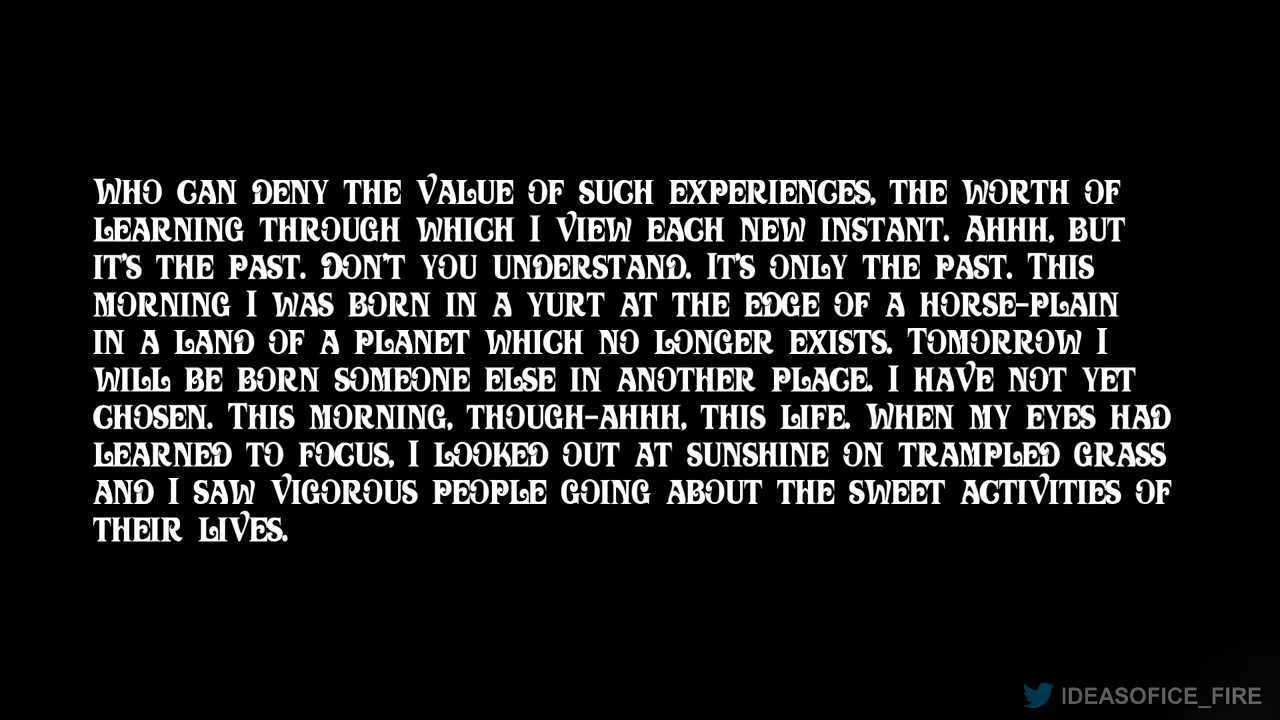 Who can deny the value of such experiences, the worth of
learning through which I view each new instant. Ahhh, but
it's the past. Don't you understand. It's only the past. This
morning I was born in a yurt at the edge of a horse-plain
in a land of a planet which no longer exists. Tomorrow I
will be born someone else in another place. I have not yet
chosen. This morning, though-ahhh, this life. When my eyes had
learned to focus, I looked out at sunshine on trampled grass
and I saw vigorous people going about the sweet activities of
their lives.
IDEASOFICE_FIRE